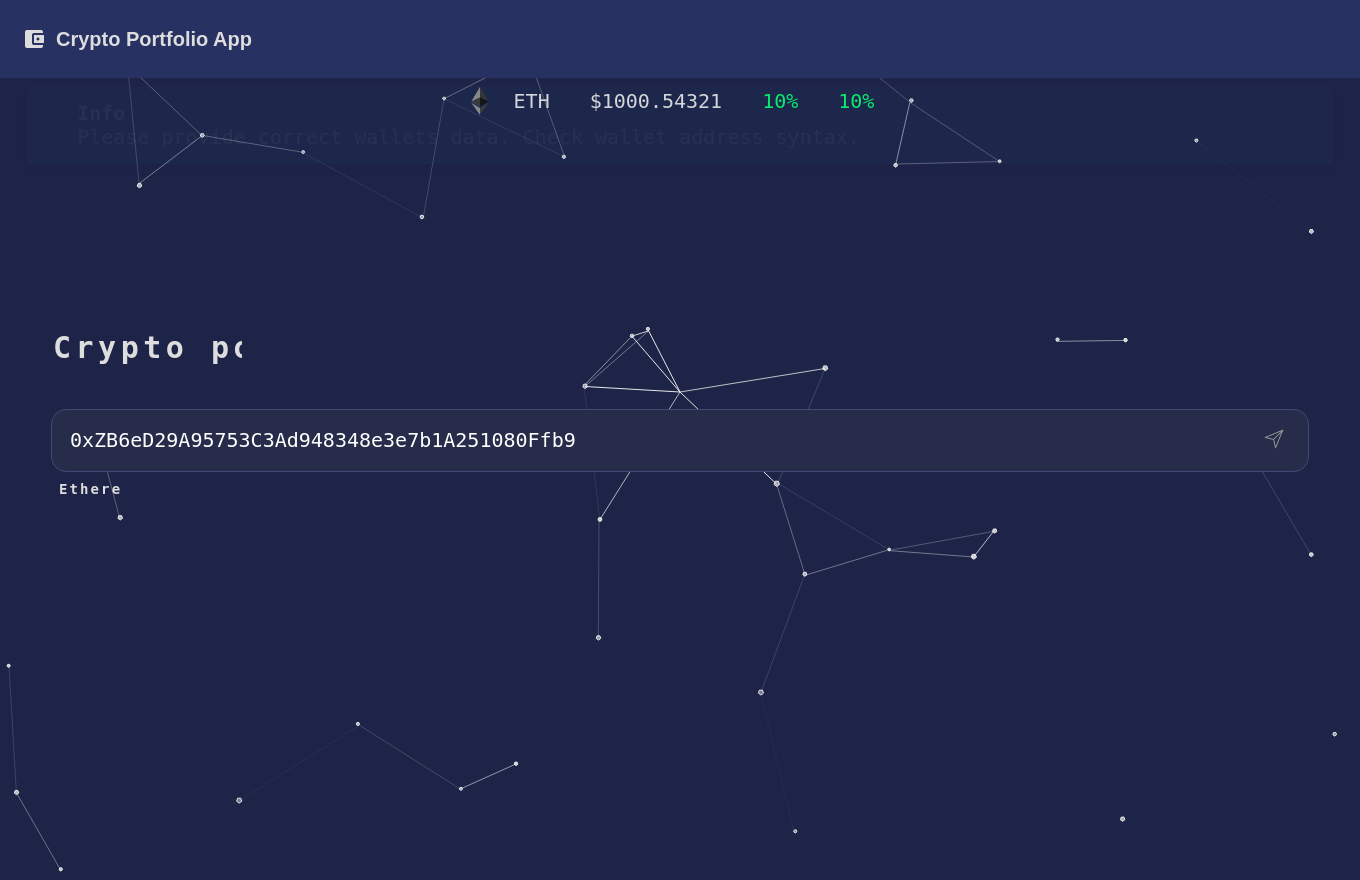 Crypto Portfolio App
ETH $1000.54321 10% 10%
Info
Please provide correct wallets data. Check wallet address syntax.
Crypto po
0xZB6eD29A95753C3Ad948348e3e7b1A251080Ffb9
Ethere